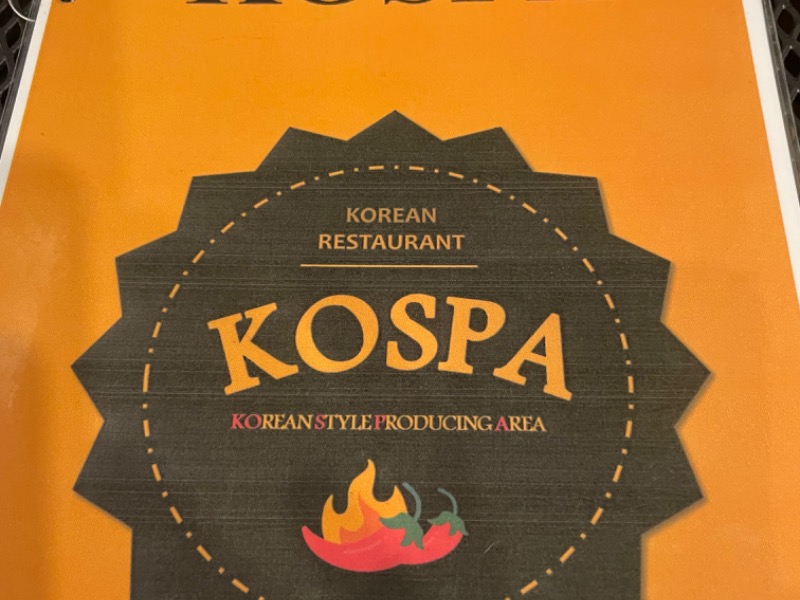 KOREAN
RESTAURANT
KOSPA
KOREAN STYLE PRODUCING AREA